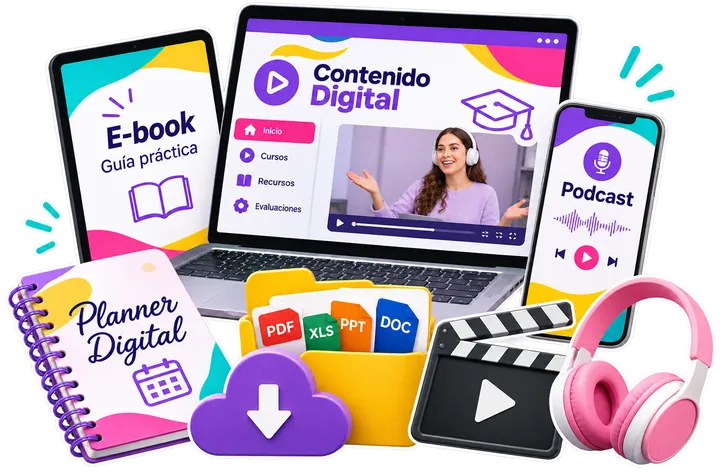 E-book
Guía práctica
Contenido
Digital
Inicio
Cursos
Recursos
Evaluaciones
Podcast
Planner
Digital
PDF
XLS
PPT
DOC